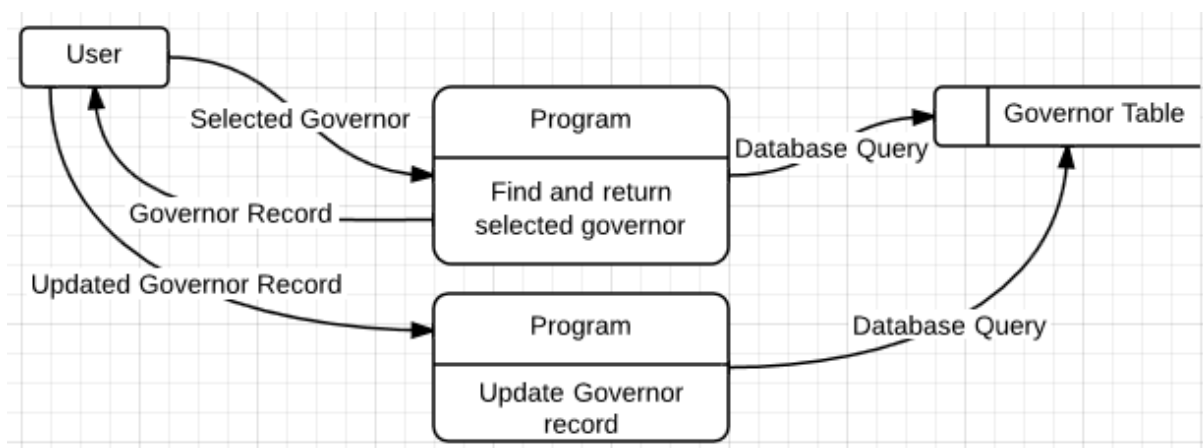 User
Selected Governor
Program
Governor Table
Database Query
Find and return
selected governor
Governor Record
Updated Governor Record
Program
Database Query
Update Governor
record